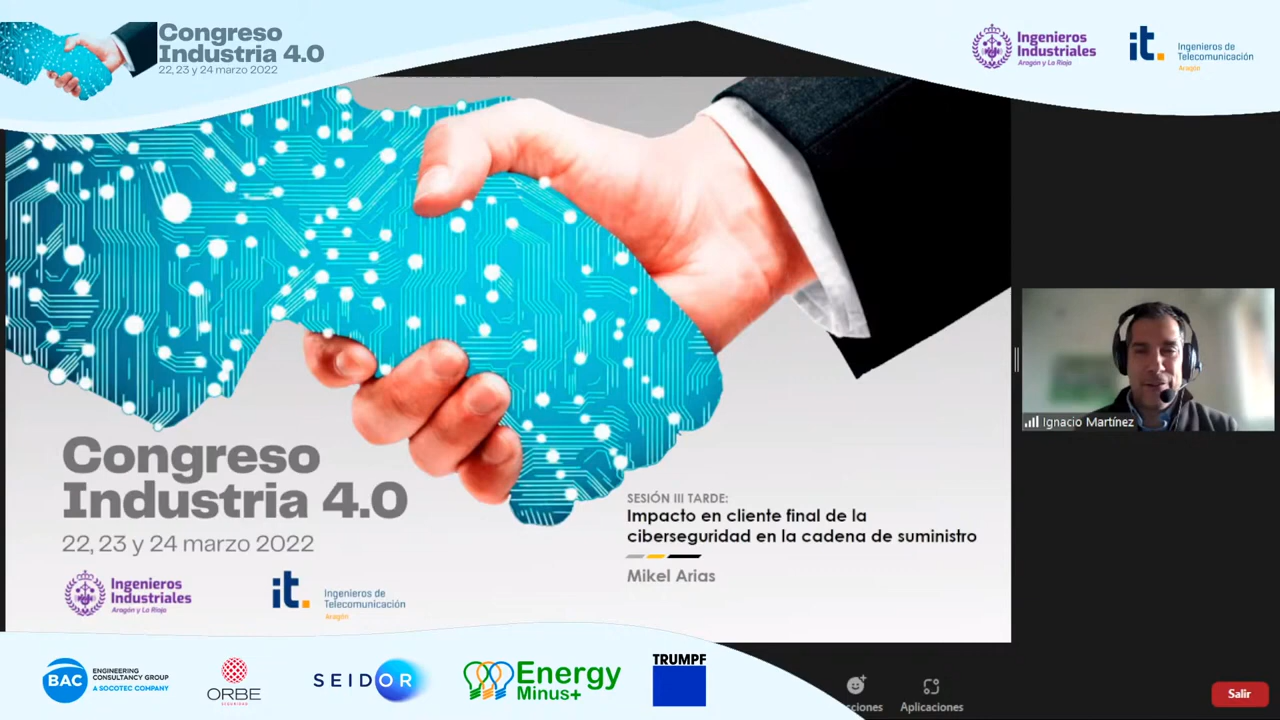 Congreso
Industria 4.0
22, 23 y 24 marzo 2022
Ingenieros
Industriales
Aragón y La Rioja
it.
Ingenieros de
Telecomunicación
Aragón
Ignacio Martínez
Congreso
Industria 4.0
22, 23 y 24 marzo 2022
Ingenieros
Industriales
Aragón y La Rioja
it.
Ingenieros de
Telecomunicación
Aragón
SESIÓN III TARDE:
Impacto en cliente final de la
ciberseguridad en la cadena de suministro
Mikel Arias
BAC
ENGINEERING
CONSULTANCY GROUP
A SOCOTEC COMPANY
ORBE
SEGURIDAD
SEIDOR
Energy
Minus+
TRUMPF
cciones
Aplicaciones
Salir